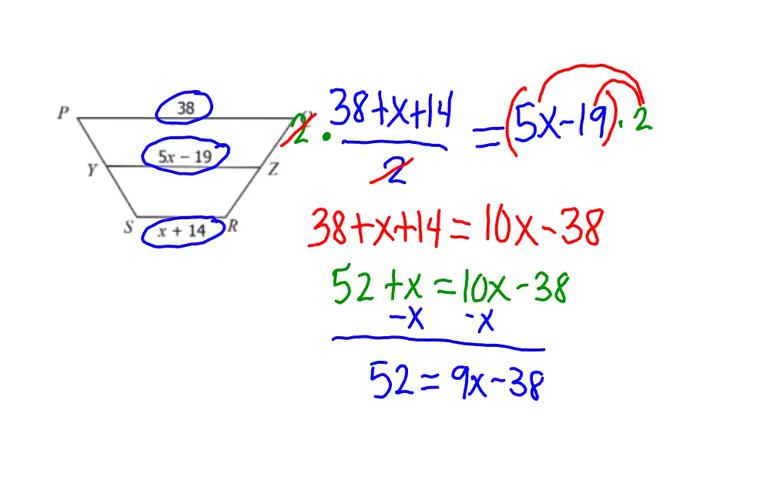 P 38 Q
Y 5x − 19 Z
S x + 14 R
2 · (38+x+14)/2 = (5x−19) · 2
38+x+14 = 10x−38
52 + x = 10x − 38
−x −x
52 = 9x − 38